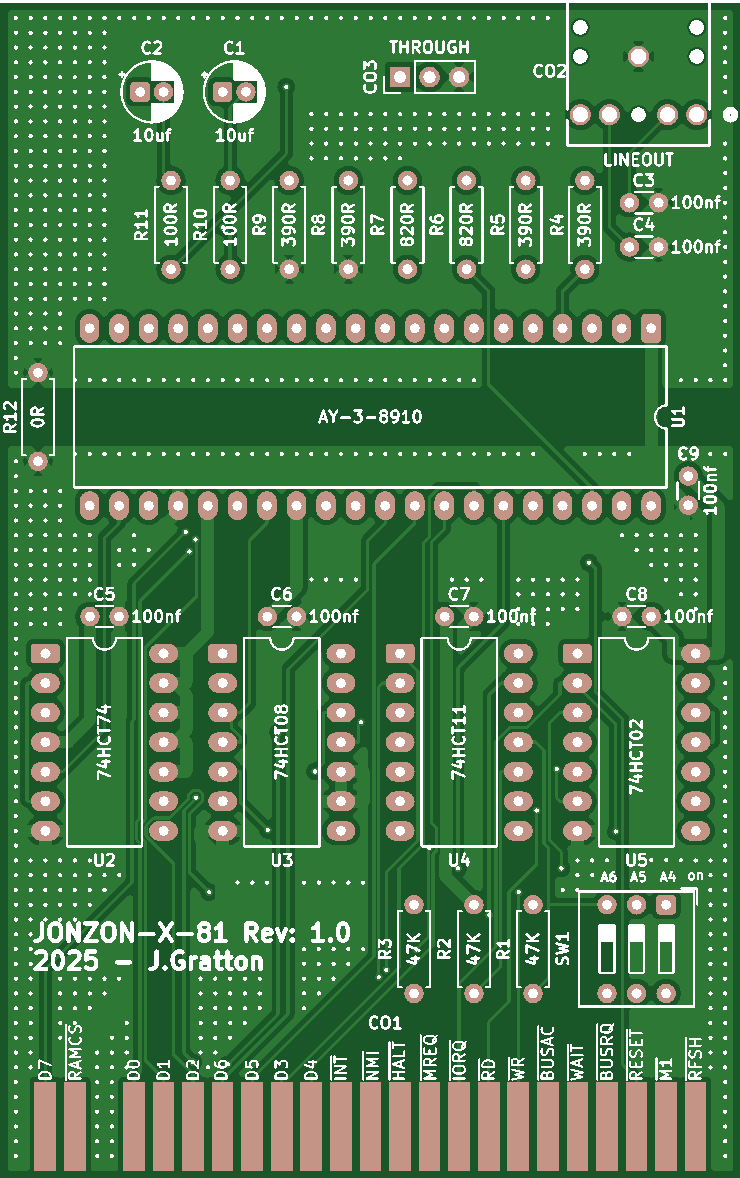 C2
C1
THROUGH
CO3
CO2
10uf
10uf
LINEOUT
C3
100nf
C4
100nf
R11
100R
R10
100R
R9
390R
R8
390R
R7
820R
R6
820R
R5
390R
R4
390R
R12
0R
AY-3-8910
U1
C9
100nf
C5
100nf
C6
100nf
C7
100nf
C8
100nf
74HCT74
74HCT08
74HCT11
74HCT02
U2
U3
U4
U5
A6 A5 A4 on
JONZON-X-81 Rev: 1.0
2025 - J.Gratton
R3
47K
R2
47K
R1
47K
SW1
CO1
D7
RAMCS
D0
D1
D2
D6
D5
D3
D4
INT
NMI
HALT
MREQ
IORQ
RD
WR
BUSAC
WAIT
BUSRQ
RESET
M1
RFSH